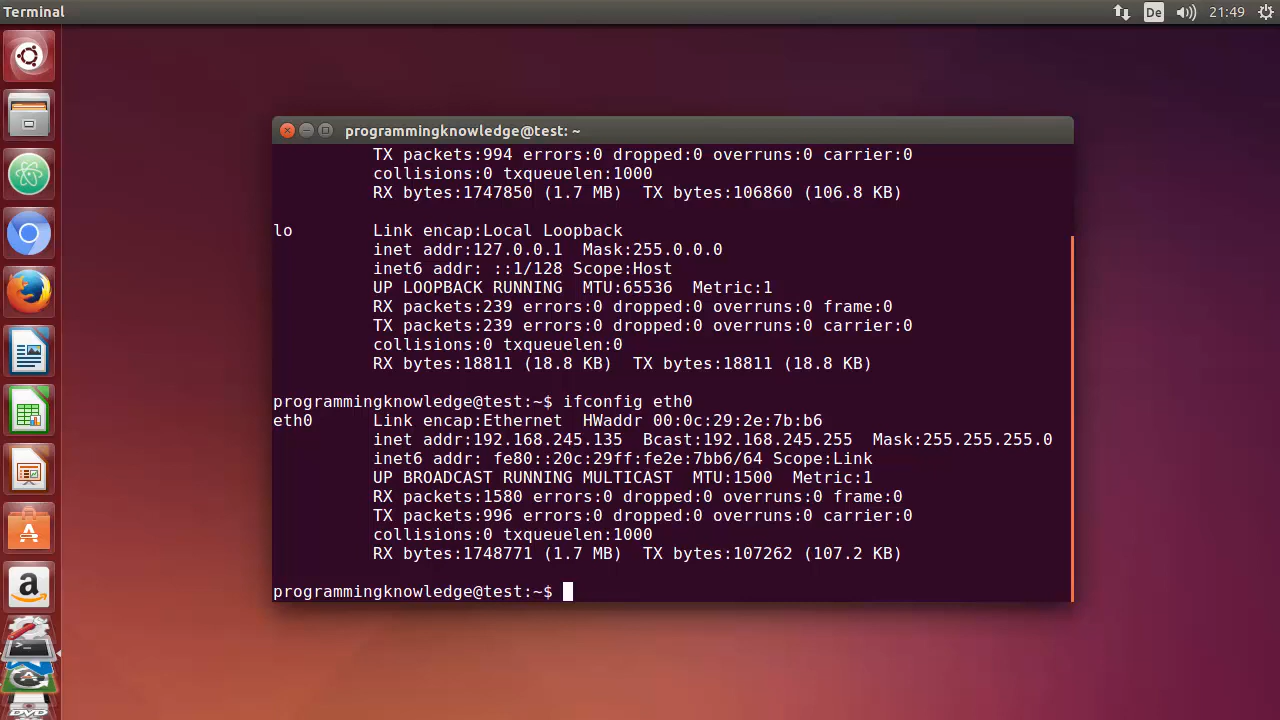 Terminal
De
21:49
programmingknowledge@test: ~
TX packets:994 errors:0 dropped:0 overruns:0 carrier:0
collisions:0 txqueuelen:1000
RX bytes:1747850 (1.7 MB)  TX bytes:106860 (106.8 KB)
lo        Link encap:Local Loopback
inet addr:127.0.0.1  Mask:255.0.0.0
inet6 addr: ::1/128 Scope:Host
UP LOOPBACK RUNNING  MTU:65536  Metric:1
RX packets:239 errors:0 dropped:0 overruns:0 frame:0
TX packets:239 errors:0 dropped:0 overruns:0 carrier:0
collisions:0 txqueuelen:0
RX bytes:18811 (18.8 KB)  TX bytes:18811 (18.8 KB)
programmingknowledge@test:~$ ifconfig eth0
eth0      Link encap:Ethernet  HWaddr 00:0c:29:2e:7b:b6
inet addr:192.168.245.135  Bcast:192.168.245.255  Mask:255.255.255.0
inet6 addr: fe80::20c:29ff:fe2e:7bb6/64 Scope:Link
UP BROADCAST RUNNING MULTICAST  MTU:1500  Metric:1
RX packets:1580 errors:0 dropped:0 overruns:0 frame:0
TX packets:996 errors:0 dropped:0 overruns:0 carrier:0
collisions:0 txqueuelen:1000
RX bytes:1748771 (1.7 MB)  TX bytes:107262 (107.2 KB)
programmingknowledge@test:~$